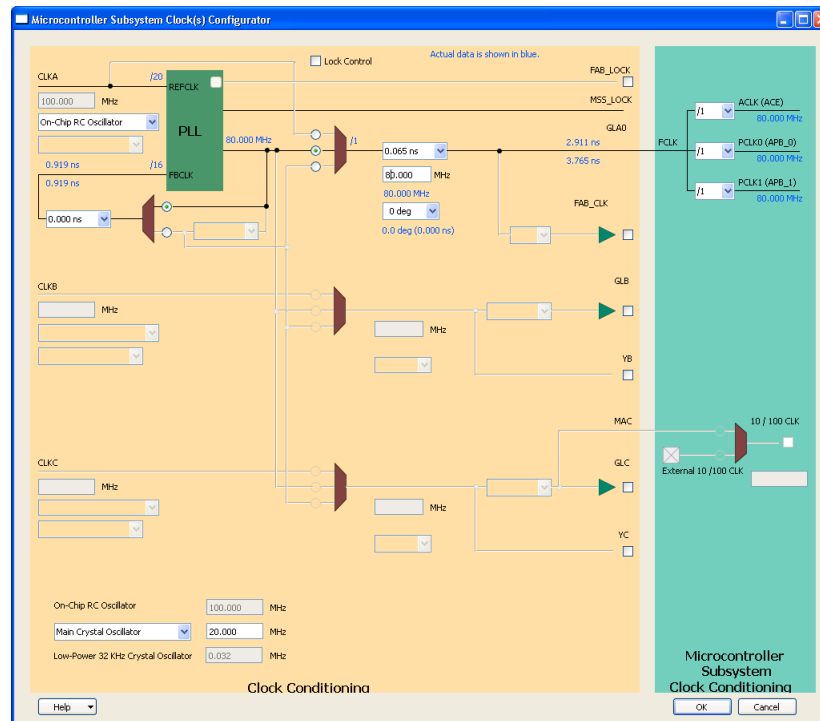 Microcontroller Subsystem Clock(s) Configurator
Actual data is shown in blue.
Lock Control
CLKA
/20
REFCLK
FAB_LOCK
100.000 MHz
MSS_LOCK
On-Chip RC Oscillator
PLL
80.000 MHz
/1
GLA0
0.065 ns
2.911 ns
FCLK
3.765 ns
/1
ACLK (ACE)
80.000 MHz
/1
PCLK0 (APB_0)
80.000 MHz
/1
PCLK1 (APB_1)
80.000 MHz
0.919 ns
/16
0.919 ns
FBCLK
80.000 MHz
80.000 MHz
0 deg
0.0 deg (0.000 ns)
FAB_CLK
0.000 ns
CLKB
MHz
GLB
MHz
YB
MAC
10 / 100 CLK
External 10 /100 CLK
CLKC
MHz
GLC
MHz
YC
On-Chip RC Oscillator 100.000 MHz
Main Crystal Oscillator 20.000 MHz
Low-Power 32 KHz Crystal Oscillator 0.032 MHz
Clock Conditioning
Microcontroller
Subsystem
Clock Conditioning
Help
OK
Cancel